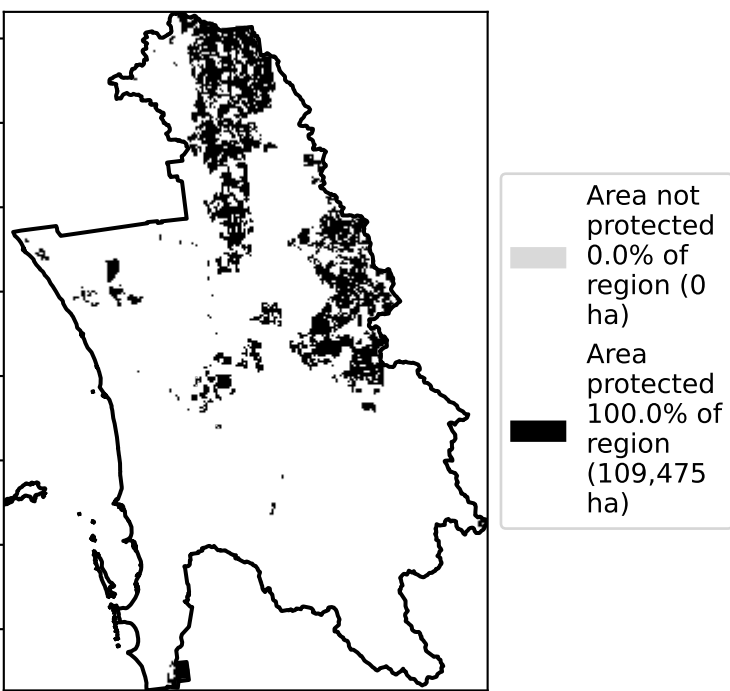 Area not
protected
0.0% of
region (0
ha)
Area
protected
100.0% of
region
(109,475
ha)